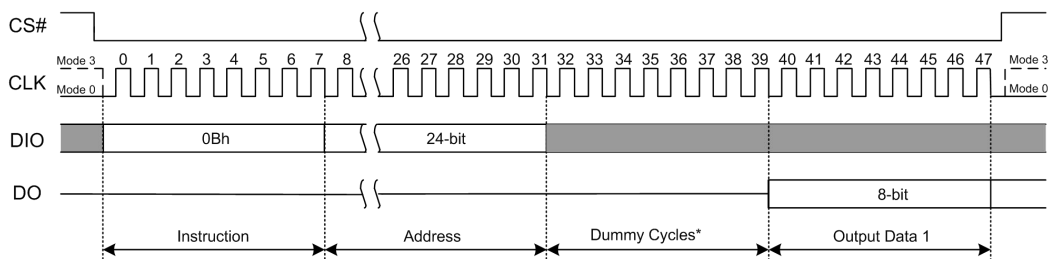 CS#
Mode 3 0 1 2 3 4 5 6 7 8 26 27 28 29 30 31 32 33 34 35 36 37 38 39 40 41 42 43 44 45 46 47 Mode 3
CLK
Mode 0 Mode 0
DIO 0Bh 24-bit
DO 8-bit
Instruction Address Dummy Cycles* Output Data 1